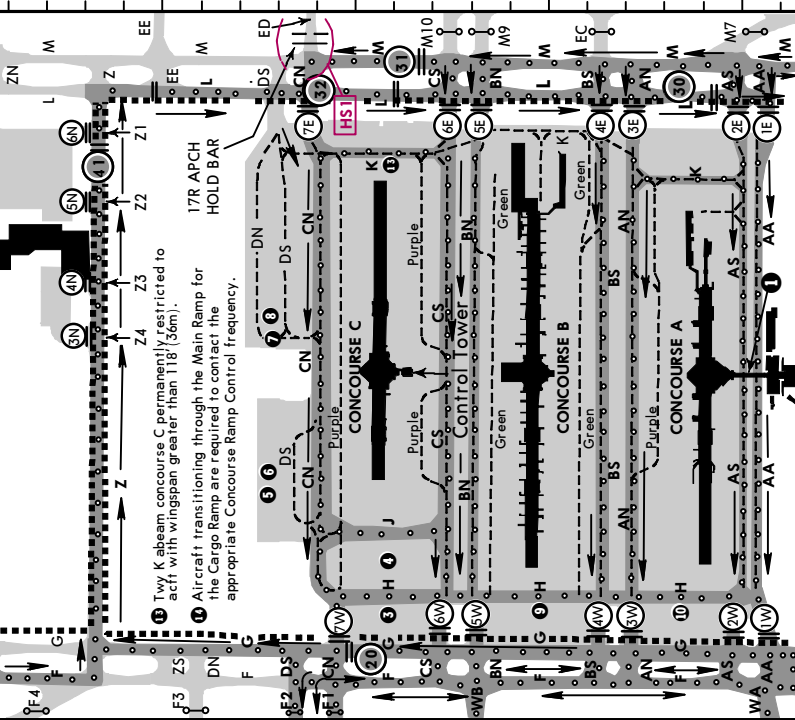 EE
ED
M10
M9
EC
M7
ZN
M
M
M
M
M
M
L
Z
EE
L
DS
CN
32
31
CS
BN
L
BS
AN
30
AS
AA
HS1
L
L
6N
Z1
7E
6E
5E
4E
3E
2E
1E
41
17R APCH
HOLD BAR
K
13
K
K
5N
Z2
DN
DS
CN
Purple
BN
Green
Green
AN
AS
AA
4N
Z3
8
7
CS
BS
1
3N
Z4
CN
Purple
CONCOURSE C
Purple
CS
Control Tower
BN
Green
CONCOURSE B
Green
BS
AN
Purple
CONCOURSE A
AS
AA
Z
6
5
DS
CN
J
4
H
H
H
13 Twy K abeam concourse C permanently restricted to
acft with wingspan greater than 118' (36m).
14 Aircraft transitioning through the Main Ramp for
the Cargo Ramp are required to contact the
appropriate Concourse Ramp Control frequency.
7W
3
6W
5W
9
4W
3W
10
2W
1W
G
G
G
G
G
20
F
F
ZS
DN
F
DS
CN
F
CS
BN
F
BS
AN
F
AS
AA
F4
F3
F2
F1
WB
WA